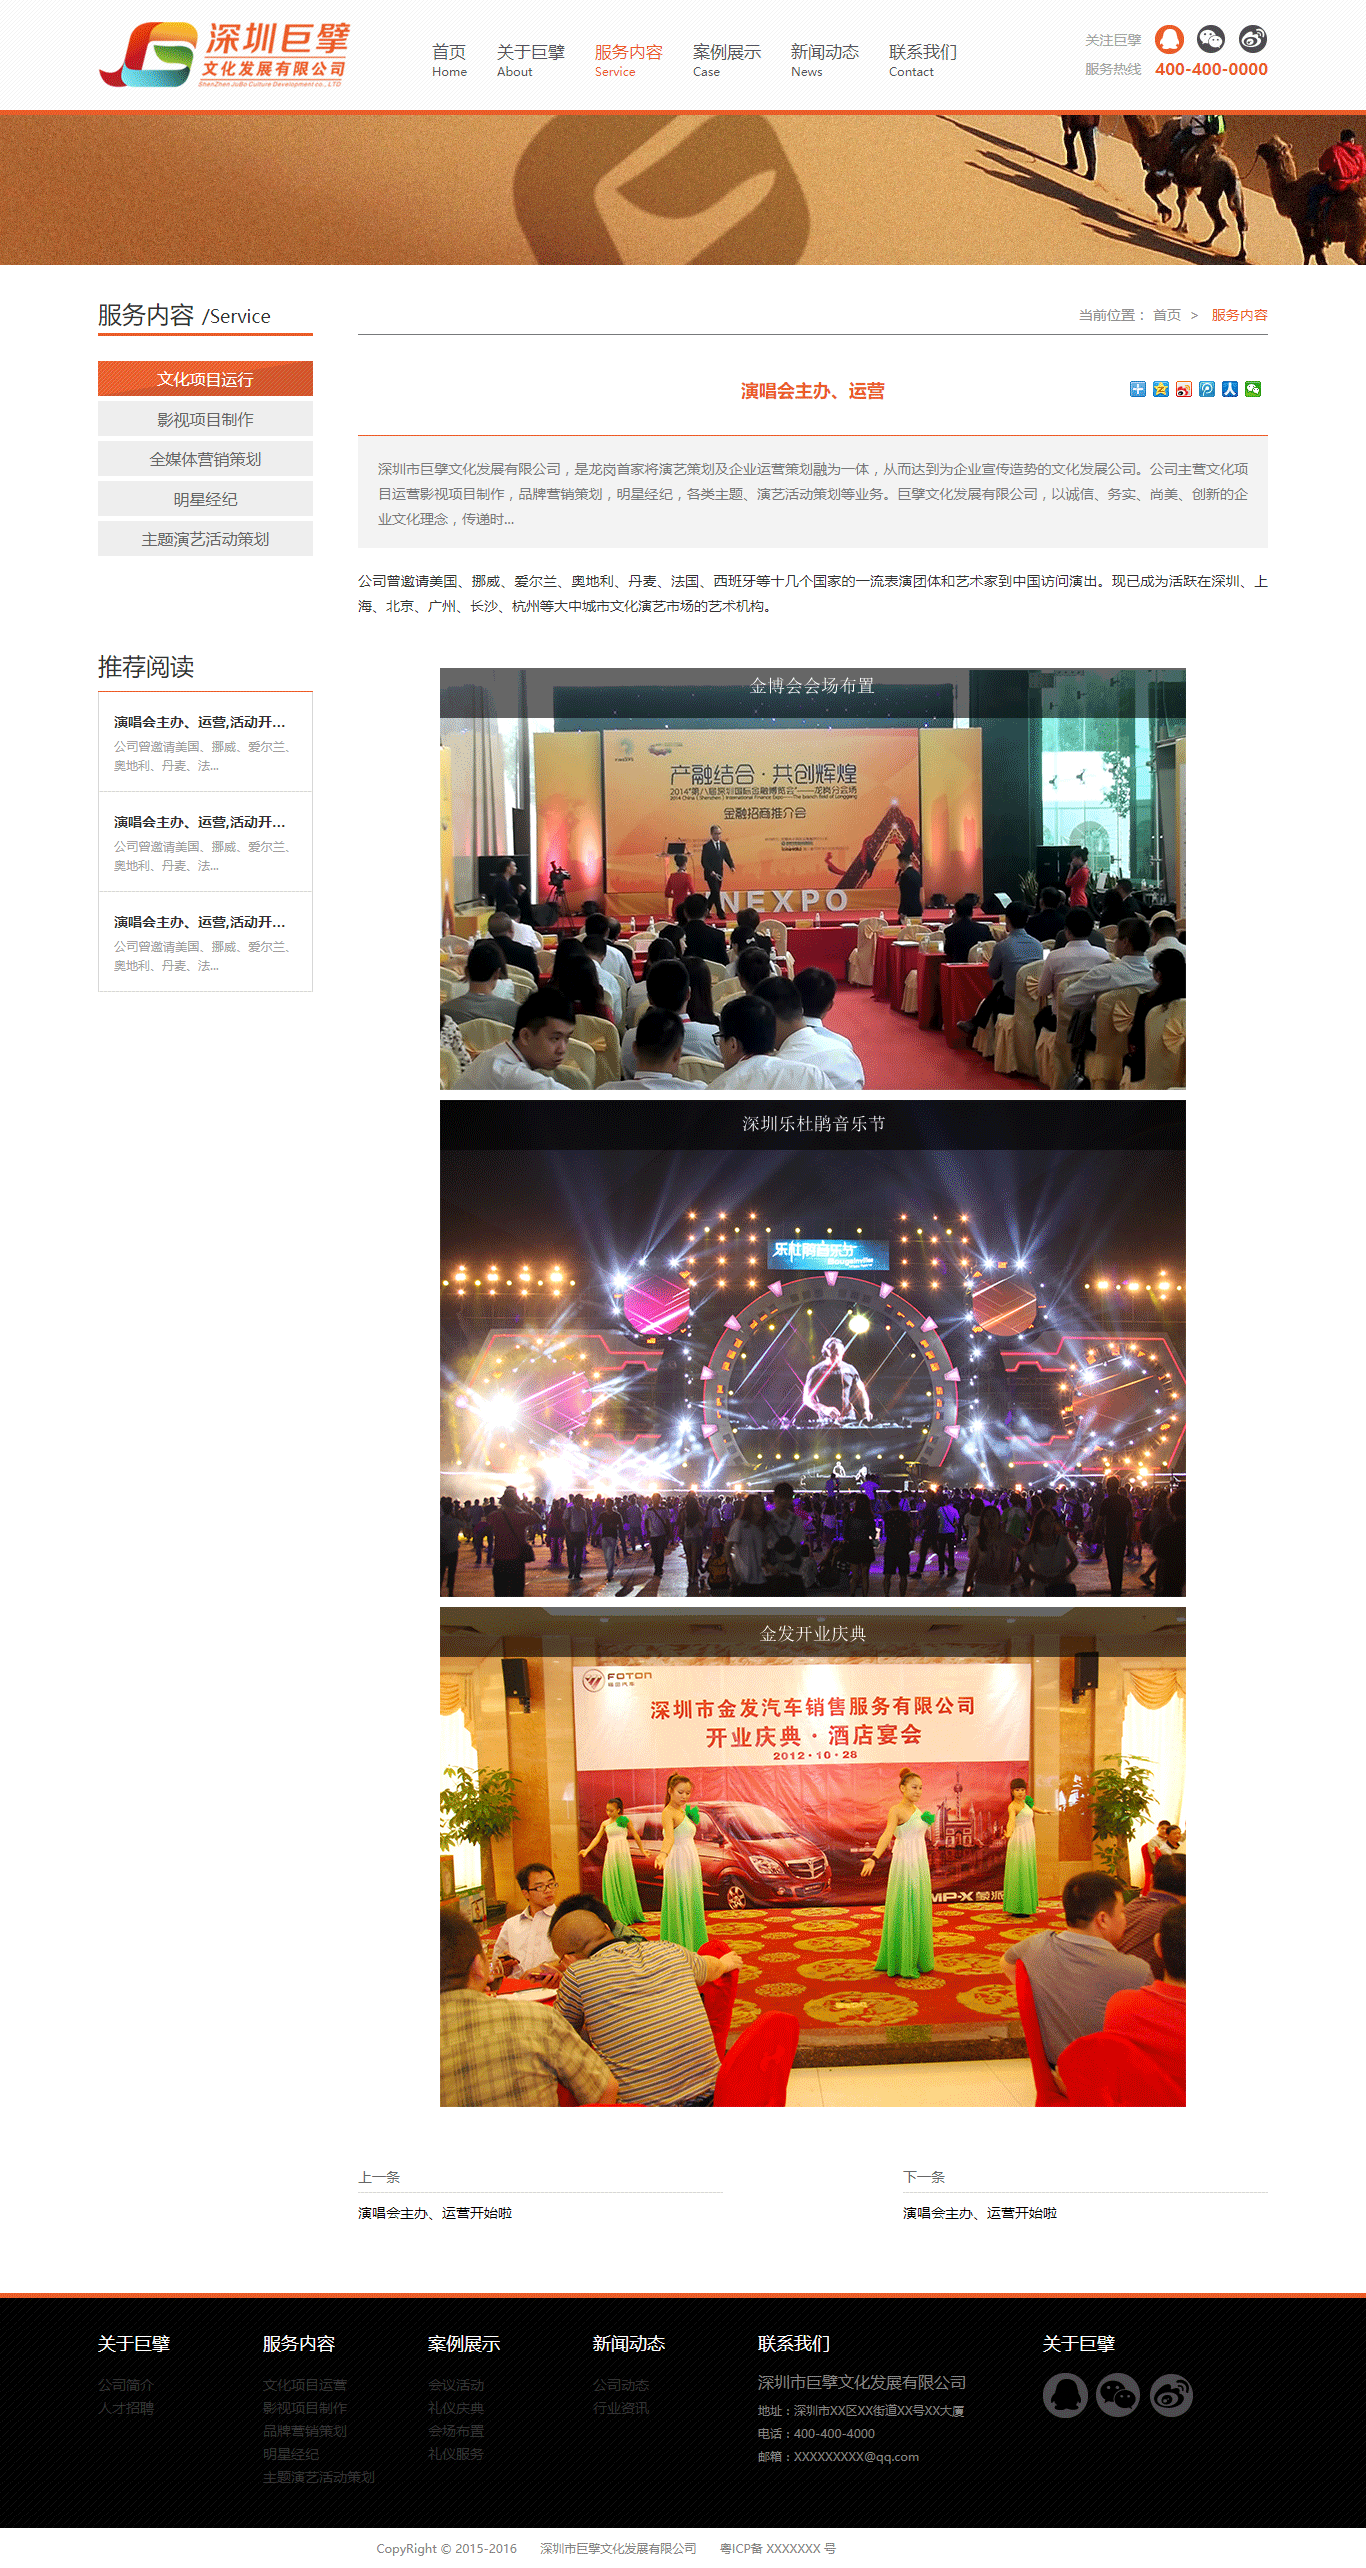 深圳巨擘
文化发展有限公司
ShenZhen JuBo Culture Development co., LTD
首页 关于巨擘 服务内容 案例展示 新闻动态 联系我们
Home About Service Case News Contact
关注巨擘
服务热线 400-400-0000
服务内容 /Service
当前位置： 首页 > 服务内容
文化项目运行
影视项目制作
全媒体营销策划
明星经纪
主题演艺活动策划
推荐阅读
演唱会主办、运营,活动开...
公司曾邀请美国、挪威、爱尔兰、
奥地利、丹麦、法...
演唱会主办、运营,活动开...
公司曾邀请美国、挪威、爱尔兰、
奥地利、丹麦、法...
演唱会主办、运营,活动开...
公司曾邀请美国、挪威、爱尔兰、
奥地利、丹麦、法...
演唱会主办、运营
深圳市巨擘文化发展有限公司，是龙岗首家将演艺策划及企业运营策划融为一体，从而达到为企业宣传造势的文化发展公司。公司主营文化项
目运营影视项目制作，品牌营销策划，明星经纪，各类主题、演艺活动策划等业务。巨擘文化发展有限公司，以诚信、务实、尚美、创新的企
业文化理念，传递时...
公司曾邀请美国、挪威、爱尔兰、奥地利、丹麦、法国、西班牙等十几个国家的一流表演团体和艺术家到中国访问演出。现已成为活跃在深圳、上
海、北京、广州、长沙、杭州等大中城市文化演艺市场的艺术机构。
金博会会场布置
产融结合·共创辉煌
2014"第八届深圳国际金融博览会"——龙岗分会场
2014 China (Shenzhen) International Finance Expo—The branch field of Longgang
金融招商推介会
NEXPO
深圳乐杜鹃音乐节
乐杜鹃音乐节
金发开业庆典
FOTON
福田汽车
深圳市金发汽车销售服务有限公司
开业庆典·酒店宴会
2012·10·28
MP-X 蒙派
上一条
演唱会主办、运营开始啦
下一条
演唱会主办、运营开始啦
关于巨擘
公司简介
人才招聘
服务内容
文化项目运营
影视项目制作
品牌营销策划
明星经纪
主题演艺活动策划
案例展示
会议活动
礼仪庆典
会场布置
礼仪服务
新闻动态
公司动态
行业资讯
联系我们
深圳市巨擘文化发展有限公司
地址：深圳市XX区XX街道XX号XX大厦
电话：400-400-4000
邮箱：XXXXXXXXX@qq.com
关于巨擘
CopyRight © 2015-2016 深圳市巨擘文化发展有限公司 粤ICP备 XXXXXXX 号